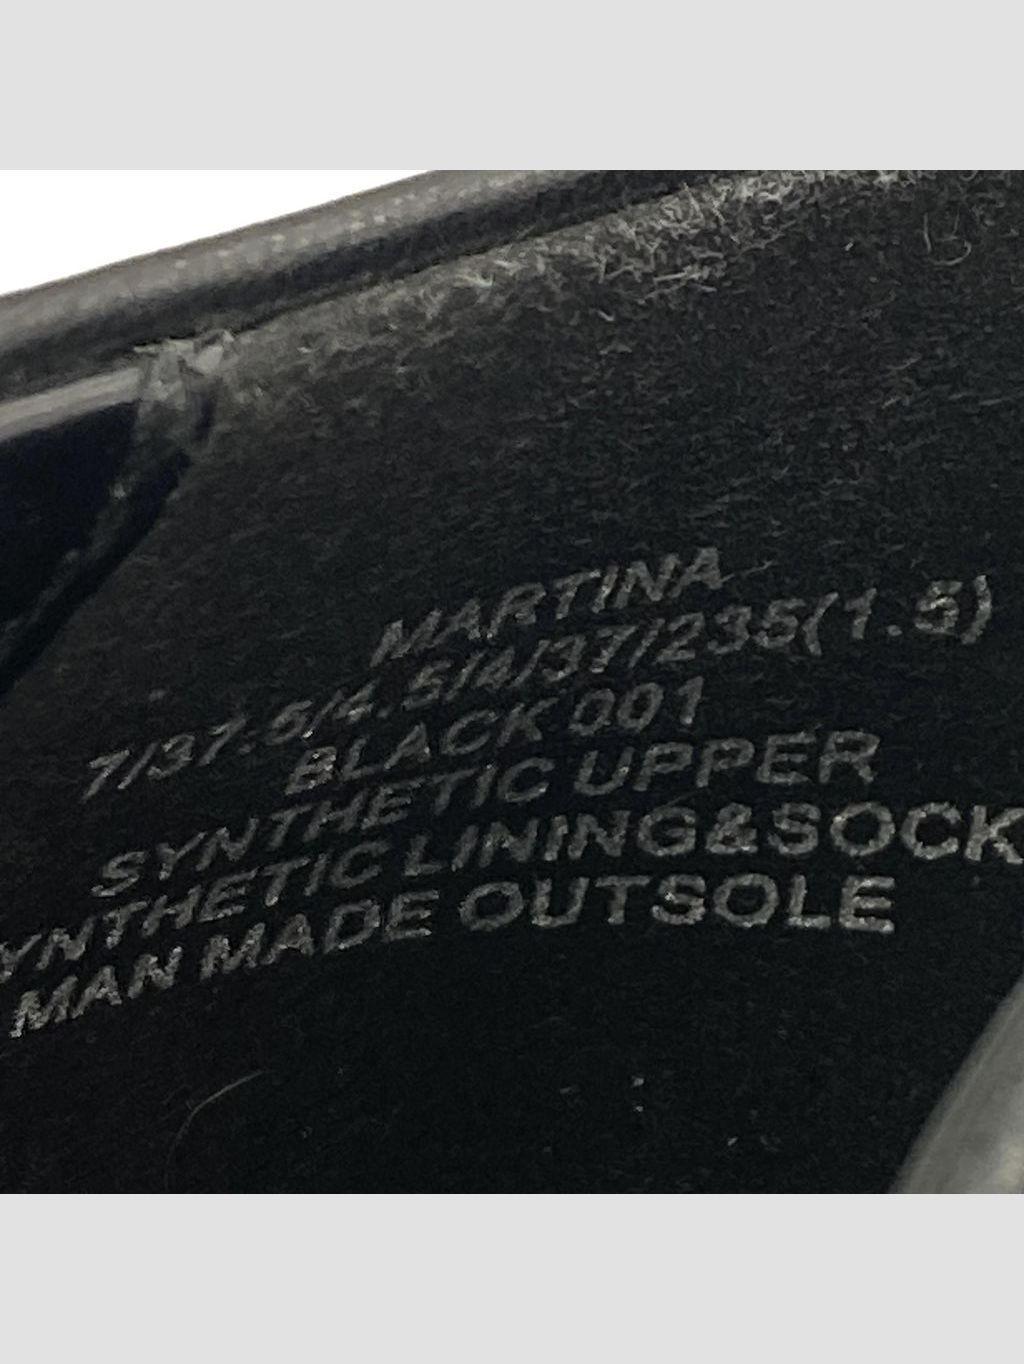 MARTINA
7/37.5/4.5/4/37/235(1.5)
BLACK 001
SYNTHETIC UPPER
YNTHETIC LINING&SOCK
MAN MADE OUTSOLE